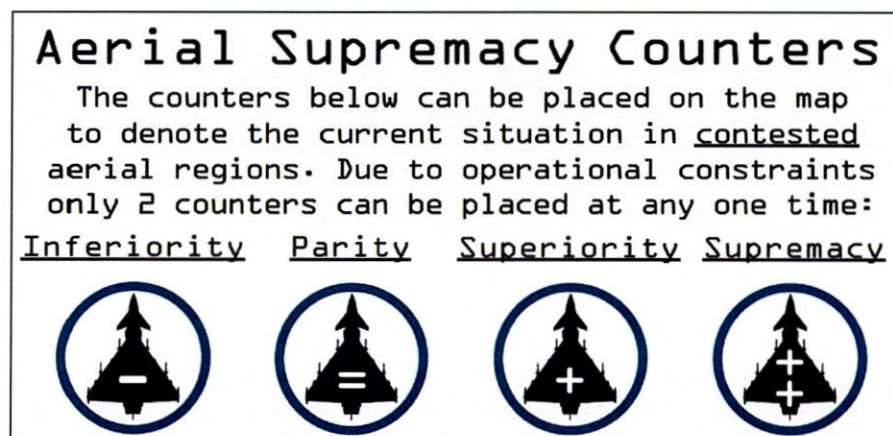 Aerial Supremacy Counters
The counters below can be placed on the map
to denote the current situation in contested
aerial regions. Due to operational constraints
only 2 counters can be placed at any one time:
Inferiority Parity Superiority Supremacy
- = + + +